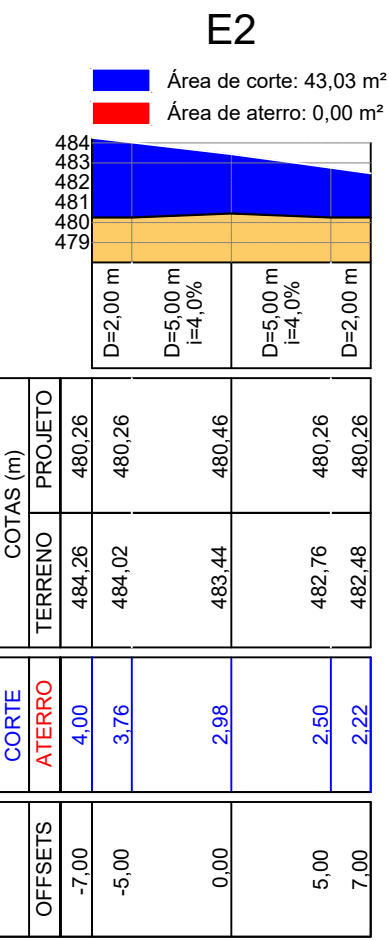 E2
Área de corte: 43,03 m²
Área de aterro: 0,00 m²
484
483
482
481
480
479
D=2,00 m
D=5,00 m
i=4,0%
D=5,00 m
i=4,0%
D=2,00 m
COTAS (m)
PROJETO
480,26
480,26
480,46
480,26
480,26
TERRENO
484,26
484,02
483,44
482,76
482,48
CORTE
ATERRO
4,00
3,76
2,98
2,50
2,22
OFFSETS
-7,00
-5,00
0,00
5,00
7,00